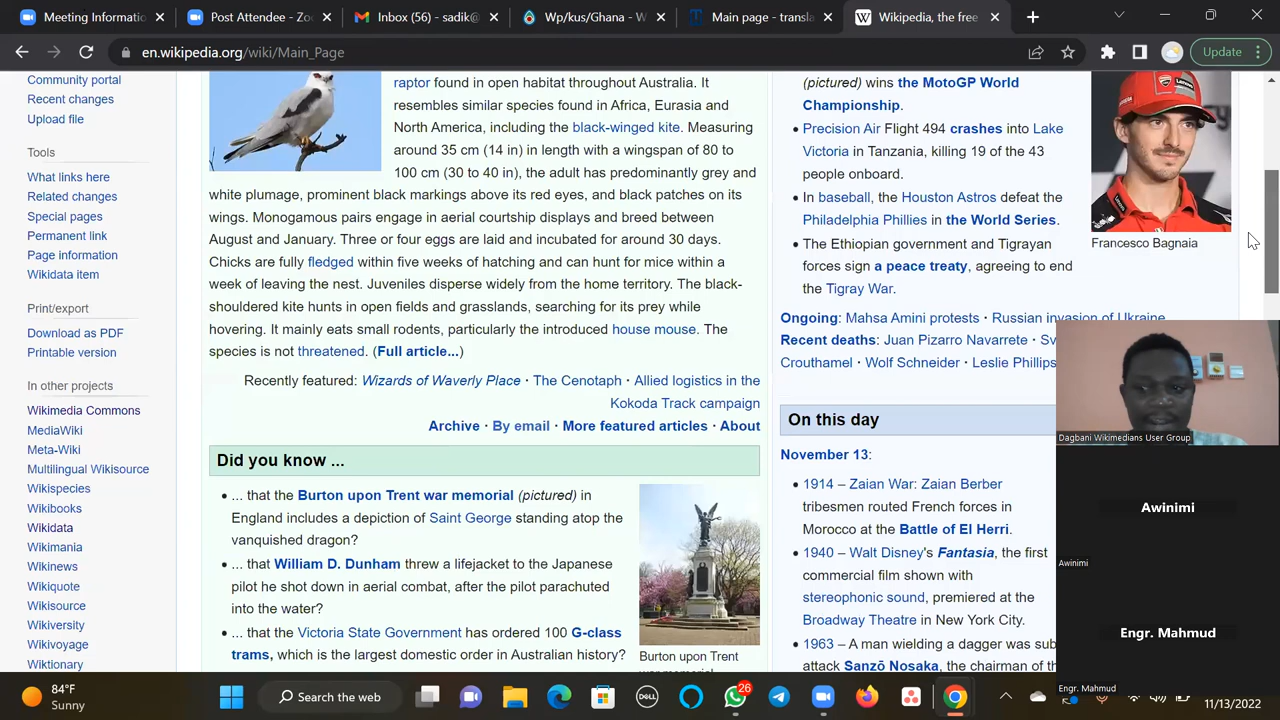 Meeting Informatio
Post Attendee - Zoo
Inbox (56) - sadik@
Wp/kus/Ghana - W
Main page - transla
Wikipedia, the free
en.wikipedia.org/wiki/Main_Page
Update
Community portal
Recent changes
Upload file
Tools
What links here
Related changes
Special pages
Permanent link
Page information
Wikidata item
Print/export
Download as PDF
Printable version
In other projects
Wikimedia Commons
MediaWiki
Meta-Wiki
Multilingual Wikisource
Wikispecies
Wikibooks
Wikidata
Wikimania
Wikinews
Wikiquote
Wikisource
Wikiversity
Wikivoyage
Wiktionary
raptor found in open habitat throughout Australia. It
resembles similar species found in Africa, Eurasia and
North America, including the black-winged kite. Measuring
around 35 cm (14 in) in length with a wingspan of 80 to
100 cm (30 to 40 in), the adult has predominantly grey and
white plumage, prominent black markings above its red eyes, and black patches on its
wings. Monogamous pairs engage in aerial courtship displays and breed between
August and January. Three or four eggs are laid and incubated for around 30 days.
Chicks are fully fledged within five weeks of hatching and can hunt for mice within a
week of leaving the nest. Juveniles disperse widely from the home territory. The black-
shouldered kite hunts in open fields and grasslands, searching for its prey while
hovering. It mainly eats small rodents, particularly the introduced house mouse. The
species is not threatened. (Full article...)
Recently featured: Wizards of Waverly Place · The Cenotaph · Allied logistics in the
Kokoda Track campaign
Archive · By email · More featured articles · About
Did you know ...
... that the Burton upon Trent war memorial (pictured) in
England includes a depiction of Saint George standing atop the
vanquished dragon?
... that William D. Dunham threw a lifejacket to the Japanese
pilot he shot down in aerial combat, after the pilot parachuted
into the water?
... that the Victoria State Government has ordered 100 G-class
trams, which is the largest domestic order in Australian history?
Burton upon Trent
(pictured) wins the MotoGP World
Championship.
Precision Air Flight 494 crashes into Lake
Victoria in Tanzania, killing 19 of the 43
people onboard.
In baseball, the Houston Astros defeat the
Philadelphia Phillies in the World Series.
The Ethiopian government and Tigrayan
forces sign a peace treaty, agreeing to end
the Tigray War.
Francesco Bagnaia
Ongoing: Mahsa Amini protests · Russian invasion of Ukraine
Recent deaths: Juan Pizarro Navarrete · Sv
Crouthamel · Wolf Schneider · Leslie Phillips
On this day
November 13:
1914 – Zaian War: Zaian Berber
tribesmen routed French forces in
Morocco at the Battle of El Herri.
1940 – Walt Disney's Fantasia, the first
commercial film shown with
stereophonic sound, premiered at the
Broadway Theatre in New York City.
1963 – A man wielding a dagger was sub
attack Sanzō Nosaka, the chairman of th
Dagbani Wikimedians User Group
Awinimi
Awinimi
Engr. Mahmud
Engr. Mahmud
84°F
Sunny
Search the web
DELL
26
11/13/2022